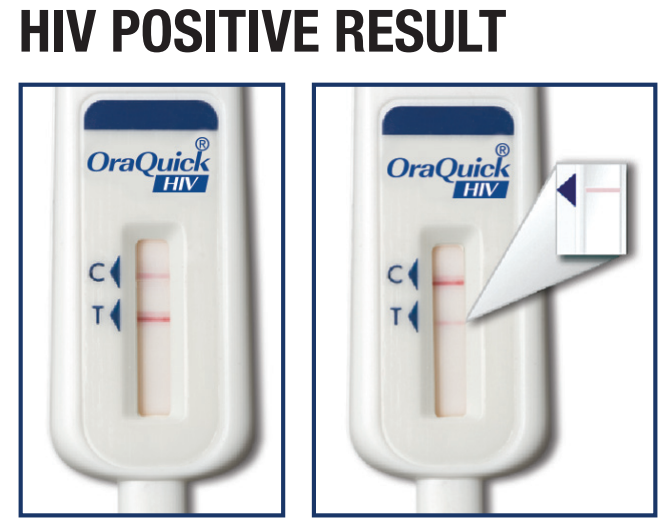 HIV POSITIVE RESULT
OraQuick®
HIV
C
T
OraQuick®
HIV
C
T